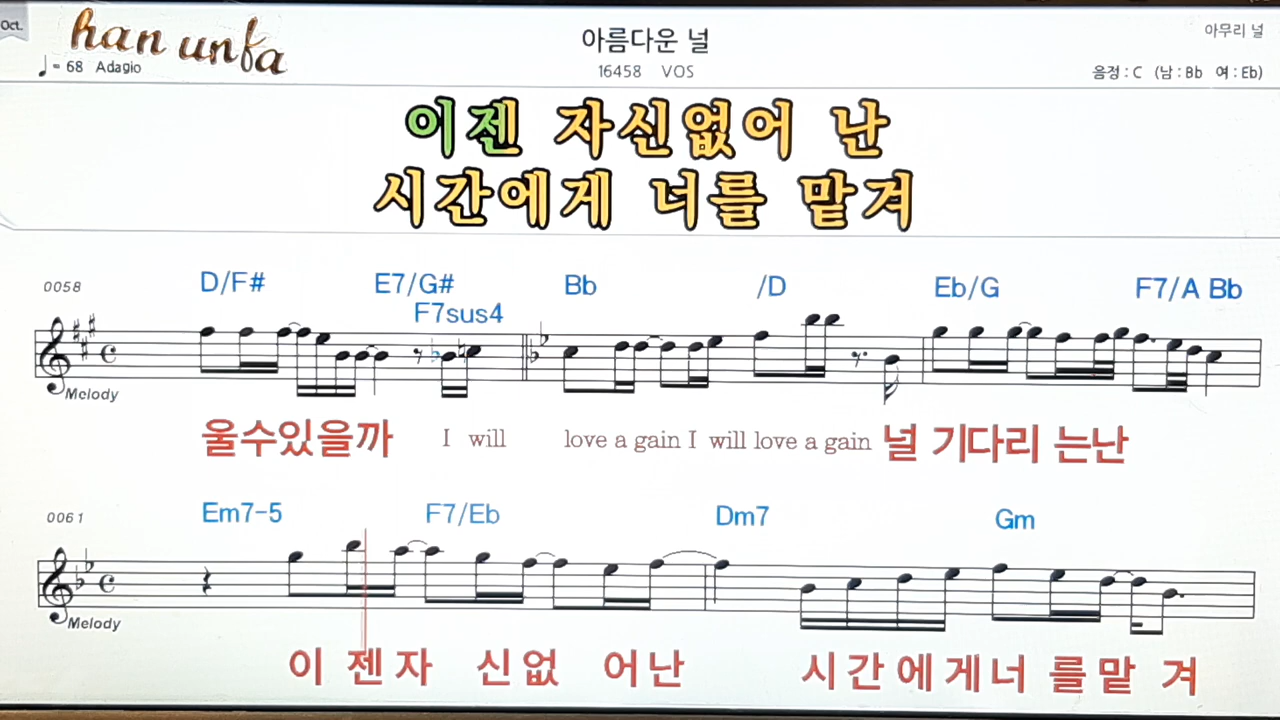 Oct.
han unfa
♩= 68 Adagio
아름다운 널
16458 VOS
아무리 널
음정 : C (남 : Bb 여 : Eb)
이젠 자신없어 난
시간에게 너를 맡겨
0058
D/F# E7/G# Bb /D Eb/G F7/A Bb
F7sus4
Melody
울수있을까 I will love a gain I will love a gain 널 기다리 는난
0061
Em7-5 F7/Eb Dm7 Gm
Melody
이 젠 자 신없 어난 시간에게너 를맡 겨